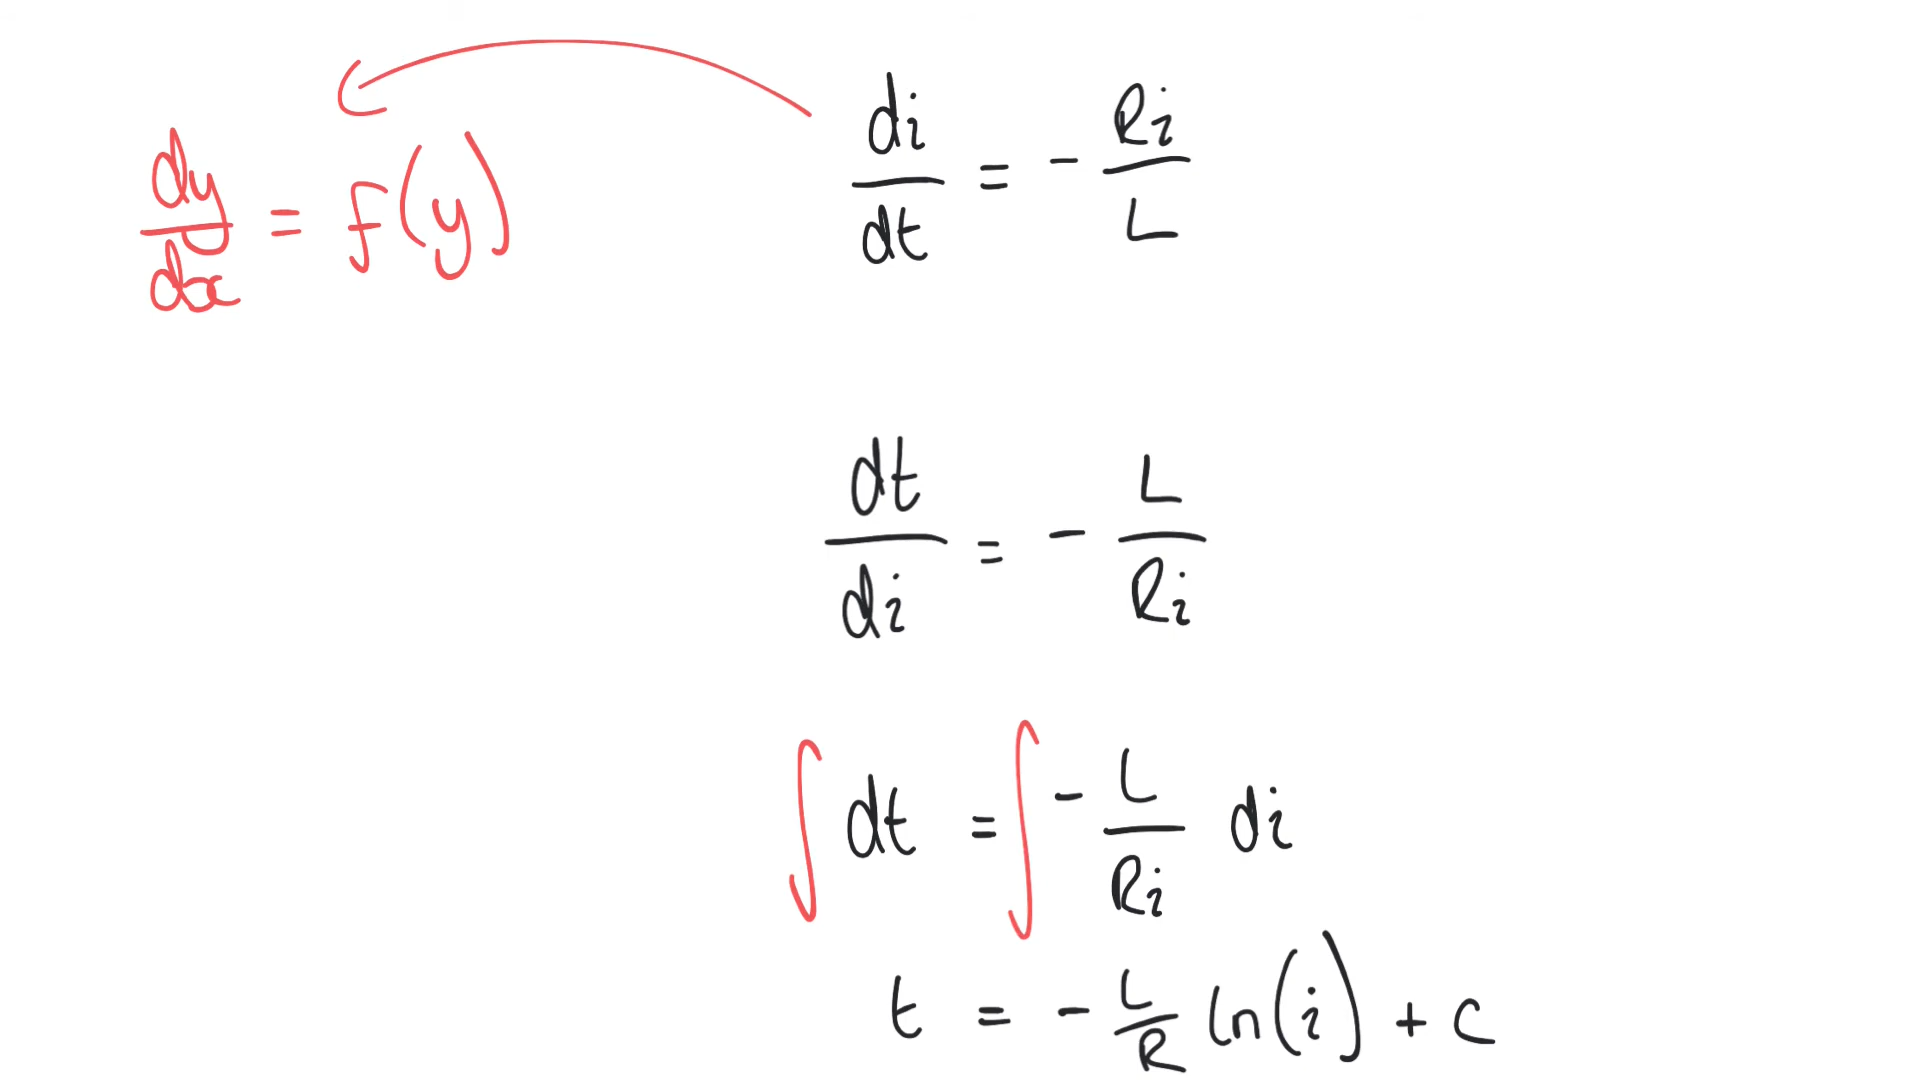 dy/dx = f(y)
di/dt = - Ri/L
dt/di = - L/Ri
∫ dt = ∫ - L/Ri di
t = - L/R ln(i) + c